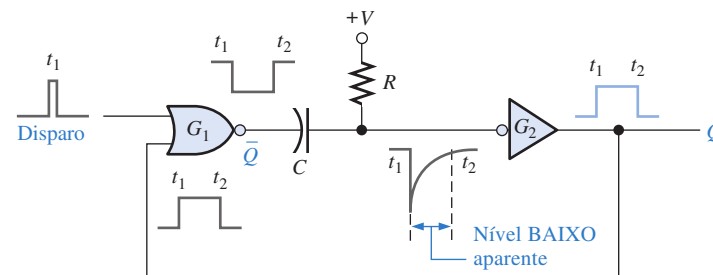 +V
t1 t2
t1
R
t1 t2
G1
G2
Disparo
Q̅
C
Q
t1 t2
t1 t2
Nível BAIXO
aparente